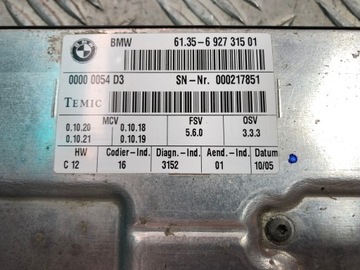 BMW 61.35-6 927 315 01
0000 0054 D3 SN-Nr. 000217851
TEMIC
MCV FSV OSV
0.10.20 0.10.18 5.6.0 3.3.3
0.10.21 0.10.19
HW Codier-Ind. Diagn.-Ind. Aend.-Ind. Datum
C 12 16 3152 01 10/05